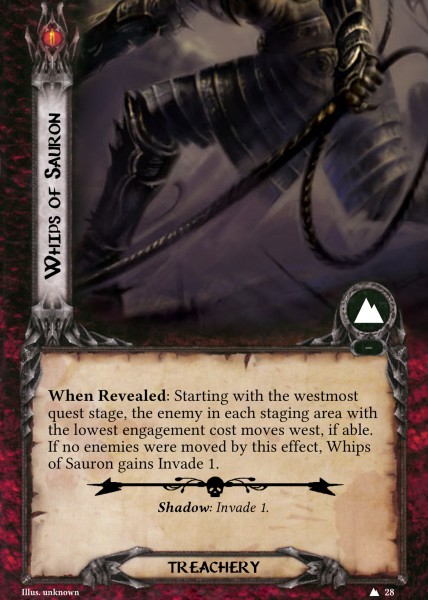 Whips of Sauron
When Revealed: Starting with the westmost
quest stage, the enemy in each staging area with
the lowest engagement cost moves west, if able.
If no enemies were moved by this effect, Whips
of Sauron gains Invade 1.
Shadow: Invade 1.
TREACHERY
Illus. unknown
28